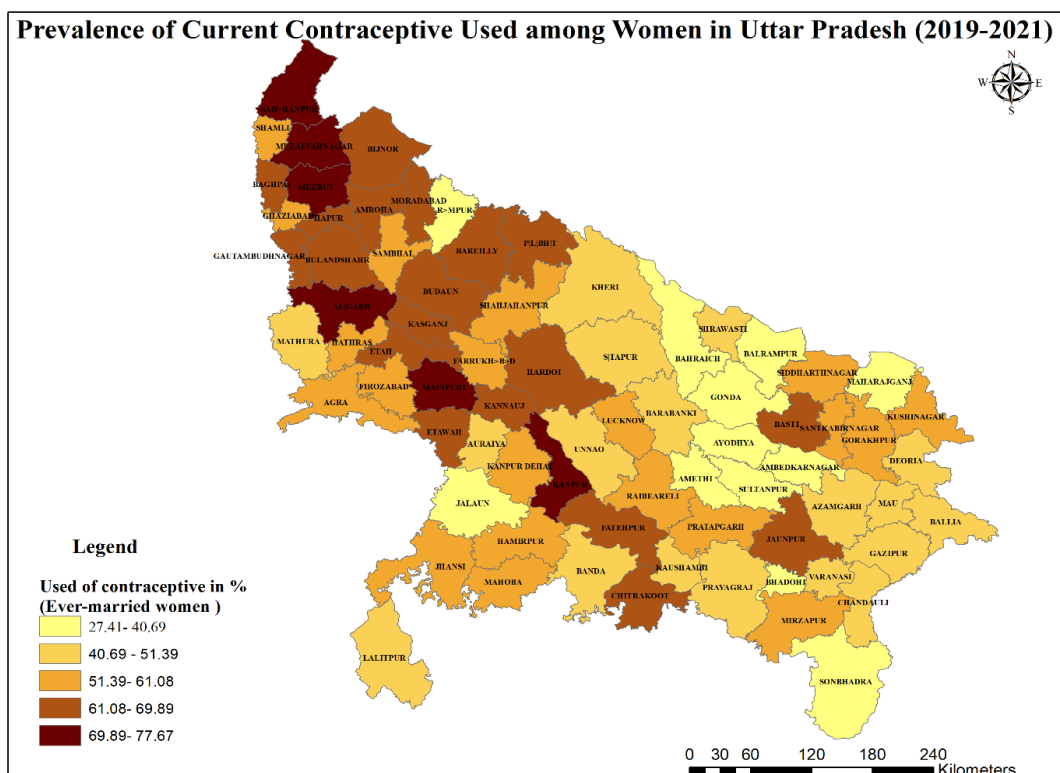 Prevalence of Current Contraceptive Used among Women in Uttar Pradesh (2019-2021)
N
W
E
S
SHAMLI
MUZAFFARNAGAR
BIJNOR
BAGHPAT
MEERUT
MORADABAD
R>MPUR
GHAZIABAD
HAPUR
AMROHA
GAUTAMBUDHNAGAR
BULANDSHAHR
SAMBHAL
BAREILLY
P|L|BH|T
ALIGARH
BUDAUN
SHAHJAHANPUR
KHERI
MATHURA
HATHRAS
KASGANJ
ETAH
FARRUKH>B>D
HARDOI
S|TAPUR
BAHRAICH
SHRAWASTI
BALRAMPUR
SIDDHARTHNAGAR
MAHARAJGANJ
AGRA
FIROZABAD
MAINPURI
KANNAUJ
GONDA
BASTI
SANTKABIRNAGAR
KUSHINAGAR
GORAKHPUR
ETAWAH
AURAIYA
KANPUR DEHAT
UNNAO
LUCKNOW
BARABANKI
AYODHYA
AMBEDKARNAGAR
DEORIA
JALAUN
KANPUR
RAIBEARELI
AMETHI
SULTANPUR
AZAMGARH
MAU
BALLIA
HAMIRPUR
FATEHPUR
PRATAPGARH
JAUNPUR
GAZIPUR
JHANSI
MAHOBA
BANDA
KAUSHAMBI
PRAYAGRAJ
BHADOHI
VARANASI
CHANDAULI
CHITRAKOOT
MIRZAPUR
LALITPUR
SONBHADRA
Legend
Used of contraceptive in %
(Ever-married women )
27.41- 40.69
40.69 - 51.39
51.39- 61.08
61.08- 69.89
69.89- 77.67
0 30 60 120 180 240
Kilometers